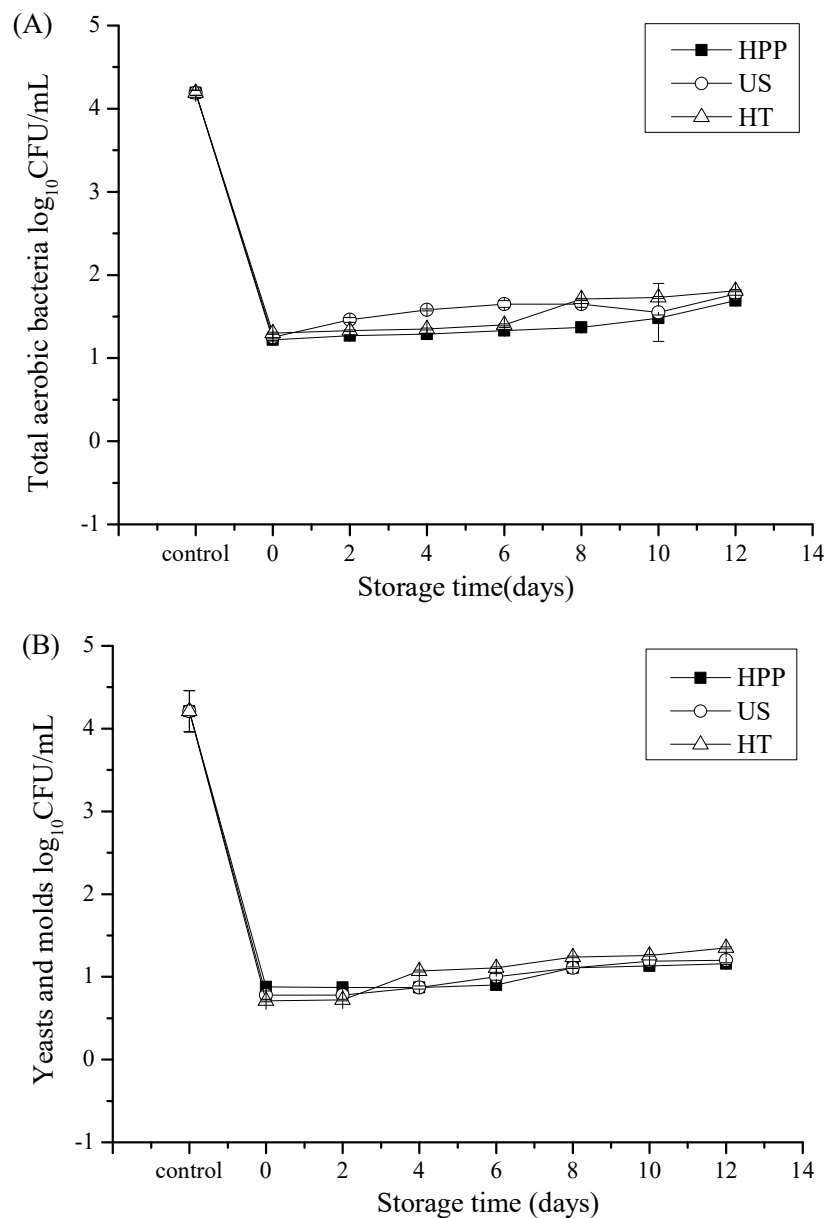 (A)
5
4
3
2
1
0
-1
Total aerobic bacteria log₁₀CFU/mL
HPP
US
HT
control 0 2 4 6 8 10 12 14
Storage time(days)
(B)
5
4
3
2
1
0
-1
Yeasts and molds log₁₀CFU/mL
HPP
US
HT
control 0 2 4 6 8 10 12 14
Storage time (days)